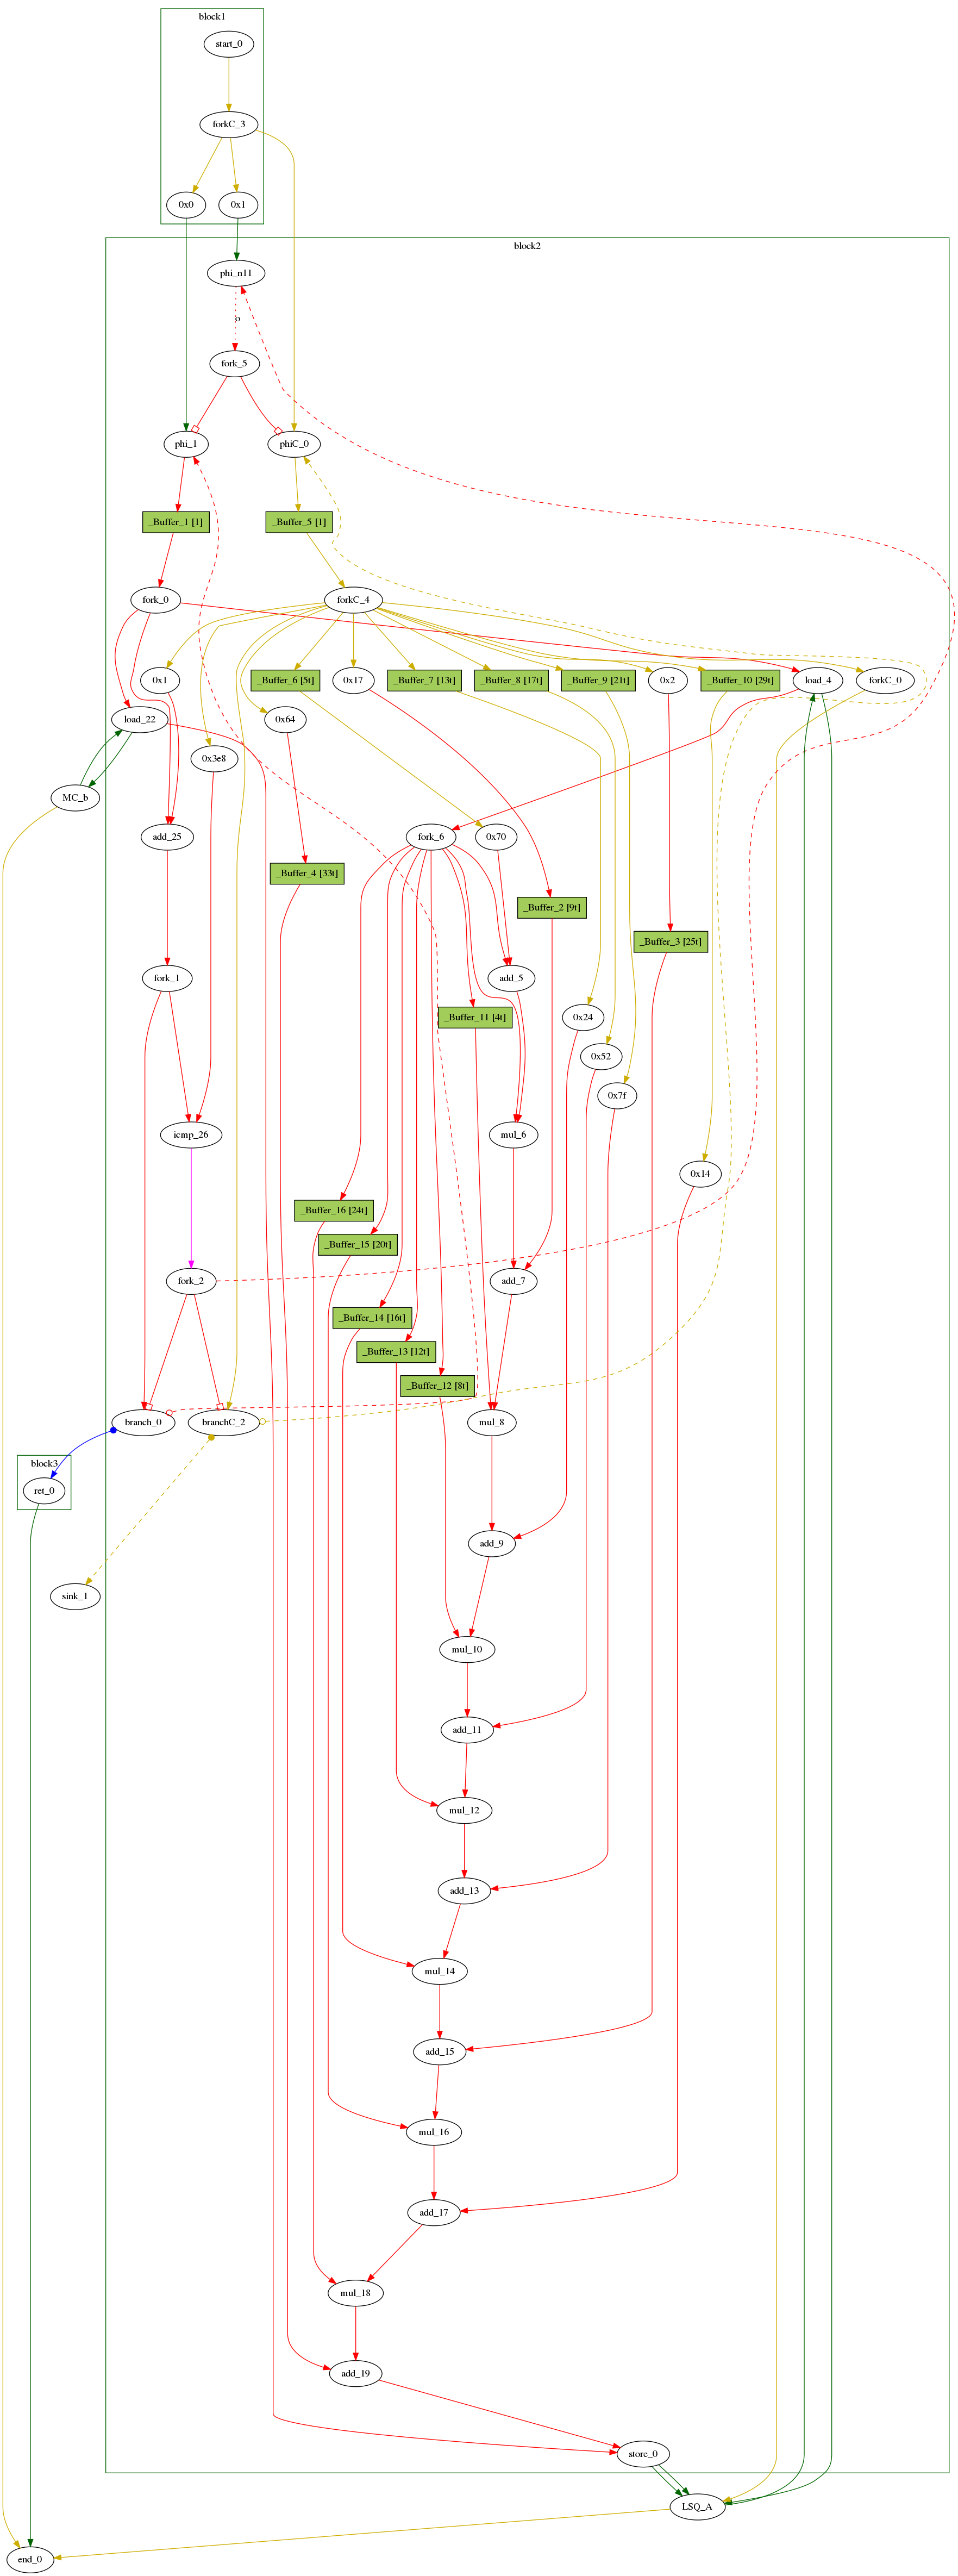 block1
start_0
forkC_3
0x0
0x1
block2
phi_n11
o
fork_5
phi_1
phiC_0
_Buffer_1 [1]
_Buffer_5 [1]
fork_0
forkC_4
0x1
_Buffer_6 [5t]
0x17
_Buffer_7 [13t]
_Buffer_8 [17t]
_Buffer_9 [21t]
0x2
_Buffer_10 [29t]
load_4
forkC_0
load_22
0x64
0x3e8
MC_b
add_25
fork_6
0x70
_Buffer_4 [33t]
_Buffer_2 [9t]
_Buffer_3 [25t]
fork_1
add_5
_Buffer_11 [4t]
0x24
0x52
0x7f
icmp_26
mul_6
0x14
_Buffer_16 [24t]
_Buffer_15 [20t]
fork_2
add_7
_Buffer_14 [16t]
_Buffer_13 [12t]
_Buffer_12 [8t]
branch_0
branchC_2
mul_8
block3
ret_0
add_9
sink_1
mul_10
add_11
mul_12
add_13
mul_14
add_15
mul_16
add_17
mul_18
add_19
store_0
LSQ_A
end_0